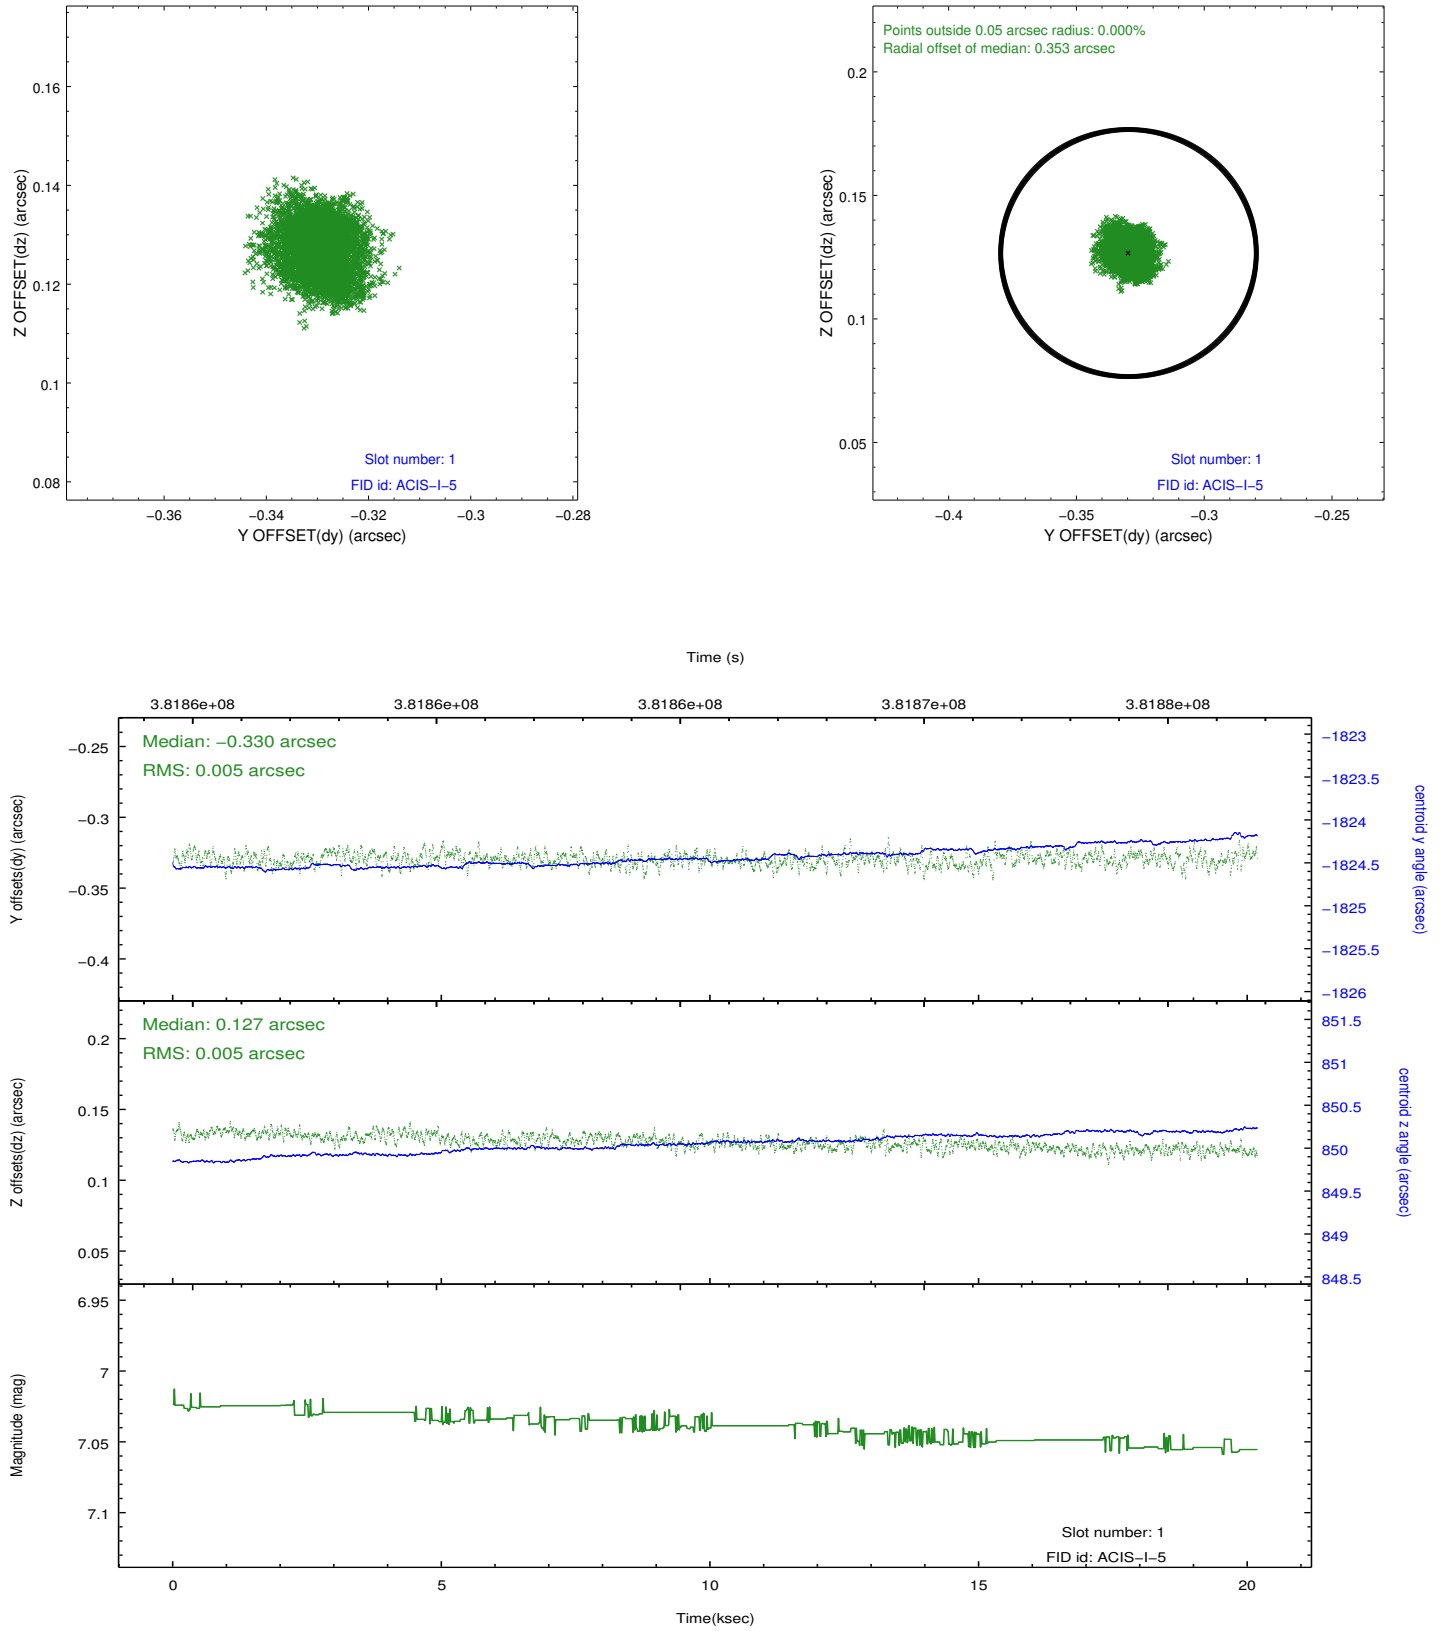 0.16
0.14
0.12
0.1
0.08
Z OFFSET(dz) (arcsec)
Slot number: 1
FID id: ACIS−I−5
−0.36
−0.34
−0.32
−0.3
−0.28
Y OFFSET(dy) (arcsec)
Points outside 0.05 arcsec radius: 0.000%
Radial offset of median: 0.353 arcsec
0.2
0.15
0.1
0.05
Z OFFSET(dz) (arcsec)
Slot number: 1
FID id: ACIS−I−5
−0.4
−0.35
−0.3
−0.25
Y OFFSET(dy) (arcsec)
Time (s)
3.8186e+08
3.8186e+08
3.8186e+08
3.8187e+08
3.8188e+08
Median: −0.330 arcsec
RMS: 0.005 arcsec
−0.25
−0.3
−0.35
−0.4
Y offsets(dy) (arcsec)
−1823
−1823.5
−1824
−1824.5
−1825
−1825.5
−1826
centroid y angle (arcsec)
Median: 0.127 arcsec
RMS: 0.005 arcsec
0.2
0.15
0.1
0.05
Z offsets(dz) (arcsec)
851.5
851
850.5
850
849.5
849
848.5
centroid z angle (arcsec)
6.95
7
7.05
7.1
Magnitude (mag)
Slot number: 1
FID id: ACIS−I−5
0
5
10
15
20
Time(ksec)